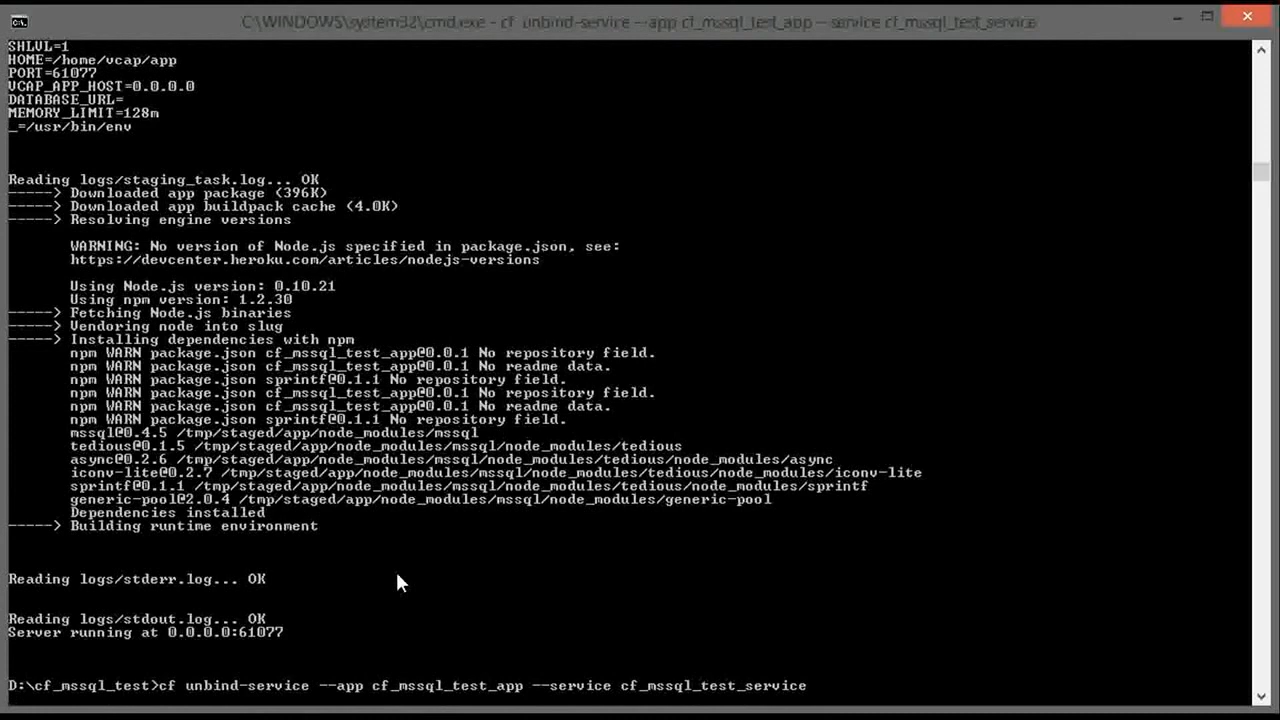 C:\WINDOWS\system32\cmd.exe - cf unbind-service --app cf_mssql_test_app --service cf_mssql_test_service
SHLVL=1
HOME=/home/vcap/app
PORT=61077
VCAP_APP_HOST=0.0.0.0
DATABASE_URL=
MEMORY_LIMIT=128m
_=/usr/bin/env
Reading logs/staging_task.log... OK
-----> Downloaded app package (396K)
-----> Downloaded app buildpack cache (4.0K)
-----> Resolving engine versions
WARNING: No version of Node.js specified in package.json, see:
https://devcenter.heroku.com/articles/nodejs-versions
Using Node.js version: 0.10.21
Using npm version: 1.2.30
-----> Fetching Node.js binaries
-----> Vendoring node into slug
-----> Installing dependencies with npm
npm WARN package.json cf_mssql_test_app@0.0.1 No repository field.
npm WARN package.json cf_mssql_test_app@0.0.1 No readme data.
npm WARN package.json sprintf@0.1.1 No repository field.
npm WARN package.json cf_mssql_test_app@0.0.1 No repository field.
npm WARN package.json cf_mssql_test_app@0.0.1 No readme data.
npm WARN package.json sprintf@0.1.1 No repository field.
mssql@0.4.5 /tmp/staged/app/node_modules/mssql
tedious@0.1.5 /tmp/staged/app/node_modules/mssql/node_modules/tedious
async@0.2.6 /tmp/staged/app/node_modules/mssql/node_modules/tedious/node_modules/async
iconv-lite@0.2.7 /tmp/staged/app/node_modules/mssql/node_modules/tedious/node_modules/iconv-lite
sprintf@0.1.1 /tmp/staged/app/node_modules/mssql/node_modules/tedious/node_modules/sprintf
generic-pool@2.0.4 /tmp/staged/app/node_modules/mssql/node_modules/generic-pool
Dependencies installed
-----> Building runtime environment
Reading logs/stderr.log... OK
Reading logs/stdout.log... OK
Server running at 0.0.0.0:61077
D:\cf_mssql_test>cf unbind-service --app cf_mssql_test_app --service cf_mssql_test_service